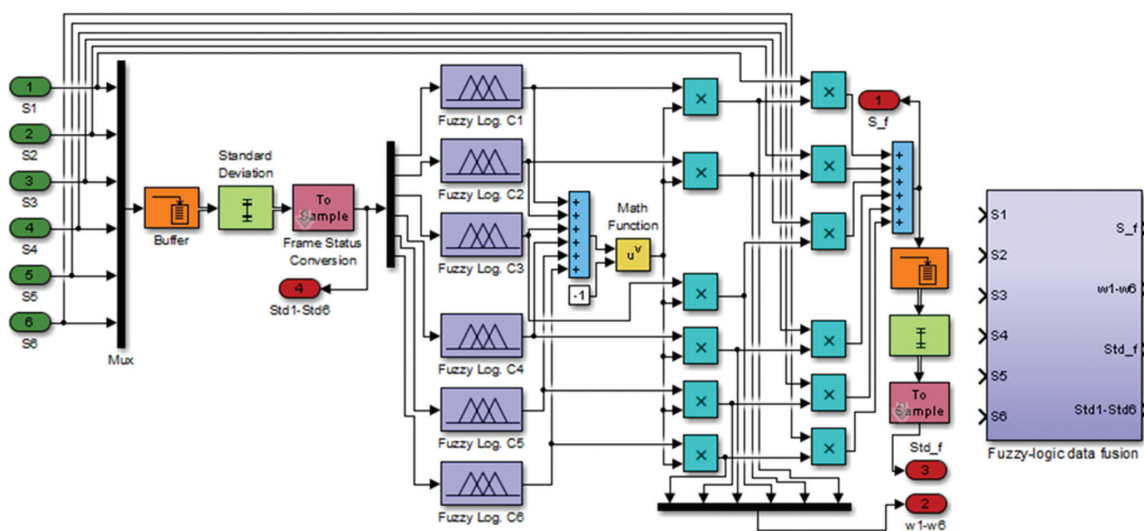 1
S1
2
S2
3
S3
4
S4
5
S5
6
S6
Mux
Buffer
Standard
Deviation
To
Sample
Frame Status
Conversion
4
Std1-Std6
Fuzzy Log. C1
Fuzzy Log. C2
Fuzzy Log. C3
Fuzzy Log. C4
Fuzzy Log. C5
Fuzzy Log. C6
+
+
+
+
+
+
-1
Math
Function
u^v
×
×
×
×
×
×
×
×
×
×
×
×
1
S_f
+
+
+
+
+
+
To
Sample
Std_f
3
2
w1-w6
S1
S2
S3
S4
S5
S6
S_f
w1-w6
Std_f
Std1-Std6
Fuzzy-logic data fusion